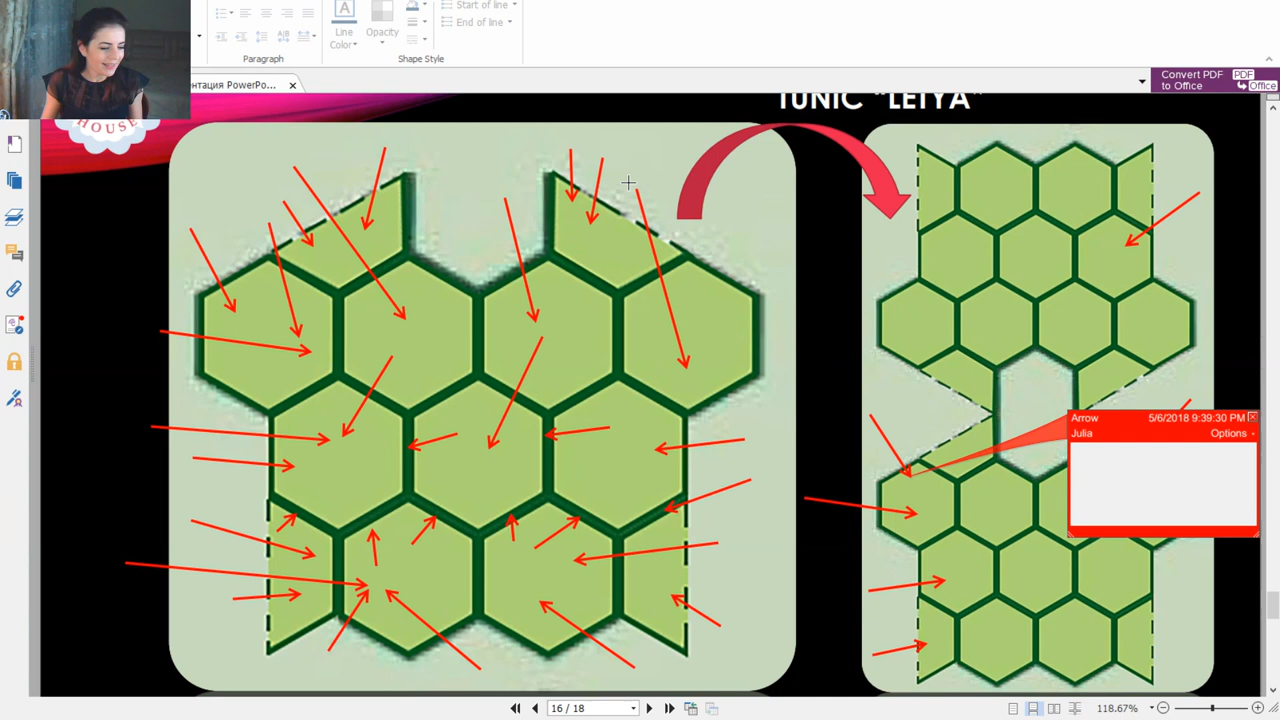 Start of line
End of line
Line
Color
Opacity
Paragraph
Shape Style
нтация PowerPo...
Convert PDF
to Office
PDF
Office
HOUSE
TUNIC "LEIYA"
Arrow 5/6/2018 9:39:30 PM
Julia Options
16 / 18
118.67%